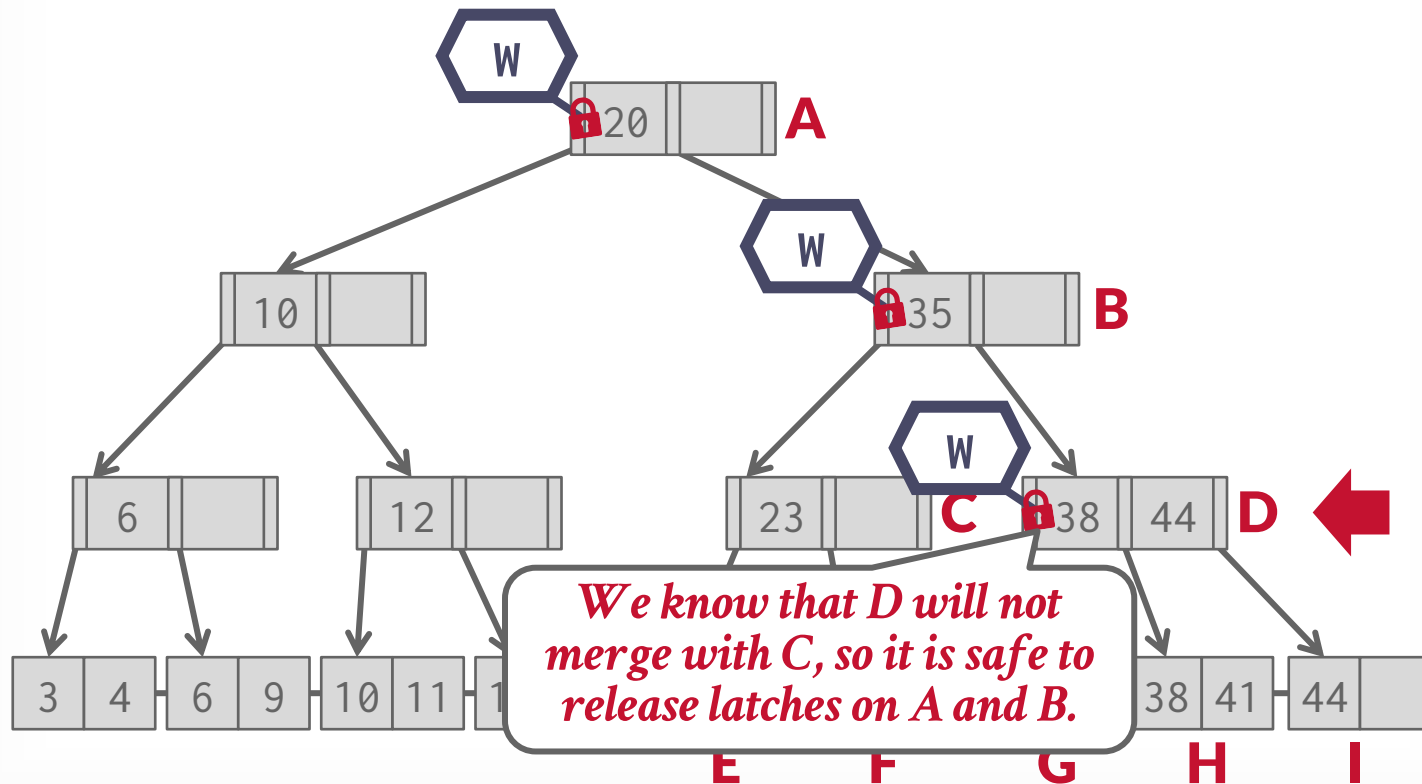 W
20 A
W
10 35 B
W
6 12 23 C 38 44 D
We know that D will not
merge with C, so it is safe to
release latches on A and B.
3 4 6 9 10 11 38 41 44
E F G H I